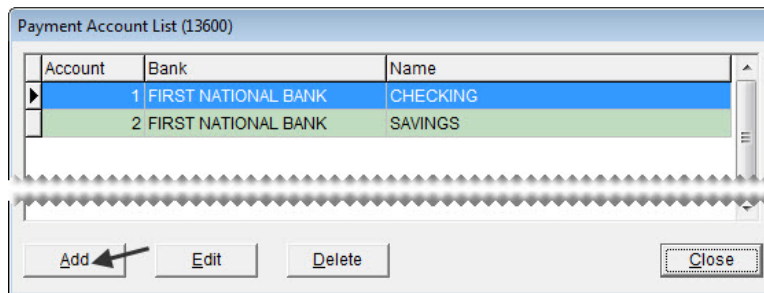 Payment Account List (13600)
Account Bank Name
1 FIRST NATIONAL BANK CHECKING
2 FIRST NATIONAL BANK SAVINGS
Add Edit Delete Close